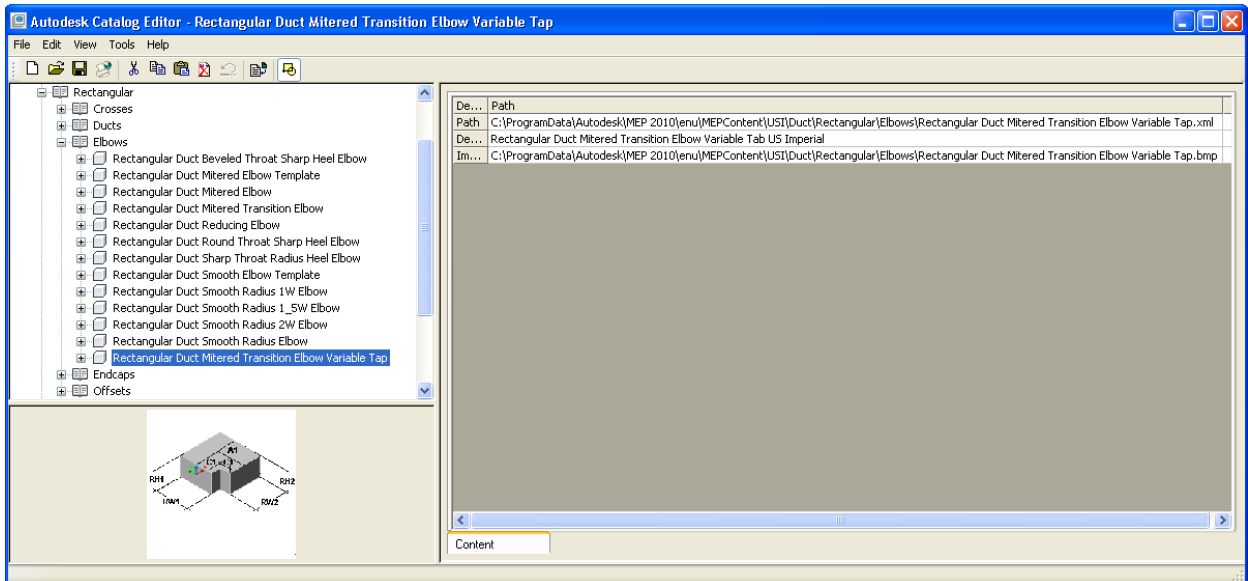 Autodesk Catalog Editor - Rectangular Duct Mitered Transition Elbow Variable Tap
File Edit View Tools Help
Rectangular
Crosses
Ducts
Elbows
Rectangular Duct Beveled Throat Sharp Heel Elbow
Rectangular Duct Mitered Elbow Template
Rectangular Duct Mitered Elbow
Rectangular Duct Mitered Transition Elbow
Rectangular Duct Reducing Elbow
Rectangular Duct Round Throat Sharp Heel Elbow
Rectangular Duct Sharp Throat Radius Heel Elbow
Rectangular Duct Smooth Elbow Template
Rectangular Duct Smooth Radius 1W Elbow
Rectangular Duct Smooth Radius 1_5W Elbow
Rectangular Duct Smooth Radius 2W Elbow
Rectangular Duct Smooth Radius Elbow
Rectangular Duct Mitered Transition Elbow Variable Tap
Endcaps
Offsets
A1
RH1
RH2
RW2
De... Path
Path C:\ProgramData\Autodesk\MEP 2010\enu\MEPContent\USI\Duct\Rectangular\Elbows\Rectangular Duct Mitered Transition Elbow Variable Tap.xml
De... Rectangular Duct Mitered Transition Elbow Variable Tab US Imperial
Im... C:\ProgramData\Autodesk\MEP 2010\enu\MEPContent\USI\Duct\Rectangular\Elbows\Rectangular Duct Mitered Transition Elbow Variable Tap.bmp
Content